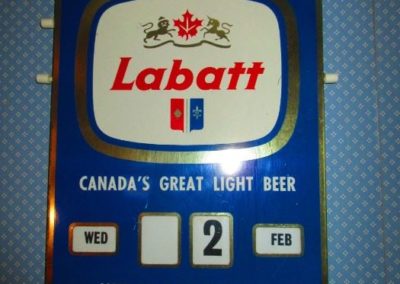 Labatt
CANADA'S GREAT LIGHT BEER
WED 2 FEB